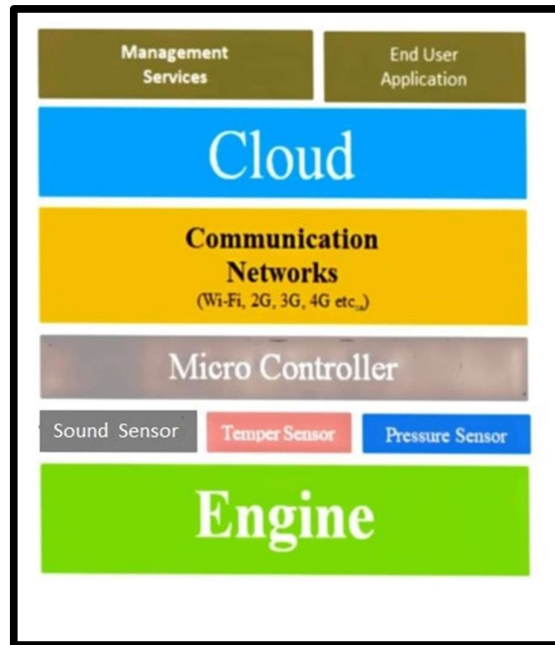 Management
Services
End User
Application
Cloud
Communication
Networks
(Wi-Fi, 2G, 3G, 4G etc..)
Micro Controller
Sound Sensor
Temper Sensor
Pressure Sensor
Engine